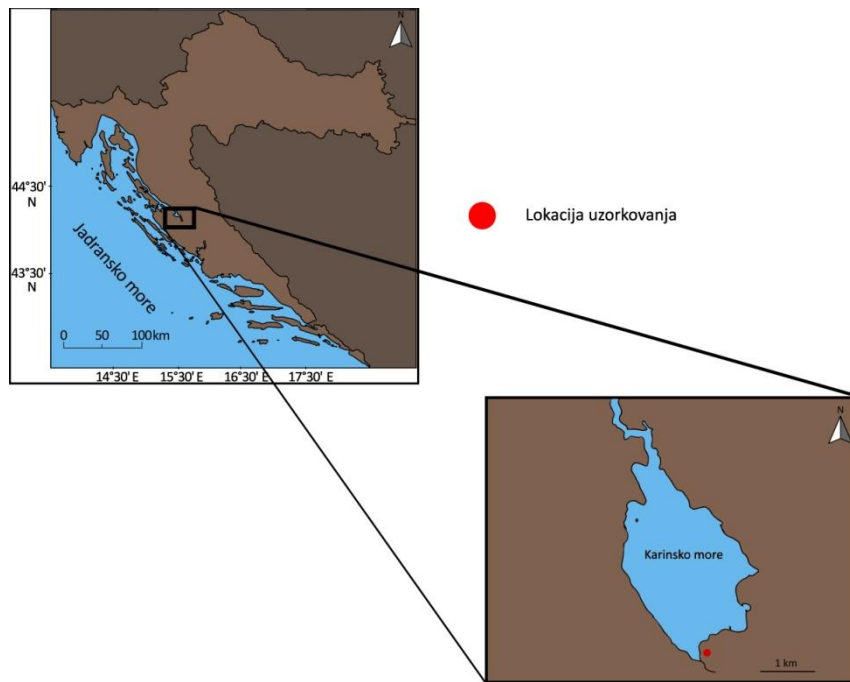 N
44°30'
N
43°30'
N
Jadransko more
0 50 100km
14°30' E 15°30' E 16°30' E 17°30' E
Lokacija uzorkovanja
N
Karinsko more
1 km